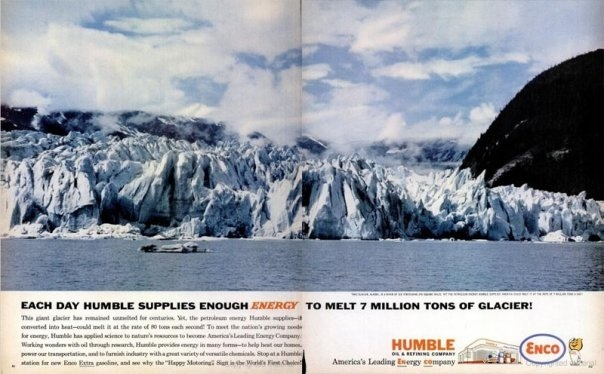 EACH DAY HUMBLE SUPPLIES ENOUGH ENERGY TO MELT 7 MILLION TONS OF GLACIER!
This giant glacier has remained unmelted for centuries. Yet, the petroleum energy Humble supplies—if
converted into heat—could melt it at the rate of 80 tons each second! To meet the nation's growing needs
for energy, Humble has applied science to nature's resources to become America's Leading Energy Company.
Working wonders with oil through research, Humble provides energy in many forms—to help heat our homes,
power our transportation, and to furnish industry with a great variety of versatile chemicals. Stop at a Humble
station for new Enco Extra gasoline, and see why the "Happy Motoring" Sign is the World's First Choice!
HUMBLE
OIL & REFINING COMPANY
America's Leading Energy Company
ENCO